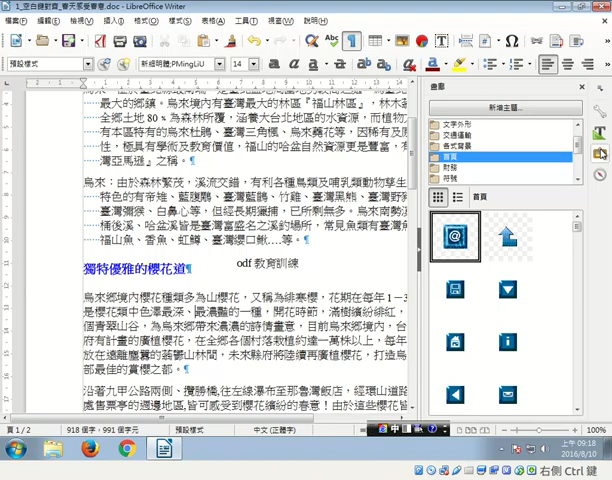 1_空白健對齋_春天感受春意.doc - LibreOffice Writer
檔案(F) 編輯(E) 檢視(V) 插入(I) 格式(O) 樣式(S) 表格(A) 工具(T) 視窗(W) 說明(H)
預設樣式 新細明體;PMingLiU 14
最大的鄉鎮。烏來境內有臺灣最大的林區『福山林區』，林木
全鄉土地 80％為森林所覆，涵養大台北地區的水資源，而植物
有本區特有的烏來杜鵑、臺灣三角楓、烏來藥花等，因稀有及
性，極具有學術及教育價值，福山的哈盆自然資源更是豐富，有
灣亞馬遜』之稱。¶
烏來：由於森林繁茂，溪流交錯，有利各種鳥類及哺乳類動物孳生
特色的有帝雉、藍腹鷴、臺灣藍鵲、竹雞、臺灣黑熊、臺灣野
臺灣獼猴、白鼻心等，但經長期獵捕，已所剩無多。烏來南勢溪
桶後溪、哈盆溪皆是臺灣富盛名之溪釣場所，常見魚類有臺灣
福山魚、香魚、虹鱒、臺灣纓口鰍....等。¶
odf 教育訓練
獨特優雅的櫻花道¶
烏來鄉境內櫻花種類多為山櫻花，又稱為緋寒櫻，花期在每年 1－3
是櫻花類中色澤最深、最濃豔的一種，開花時節，滿樹繽紛緋紅，
個青翠山谷，為烏來鄉帶來濃濃的詩情畫意，目前烏來鄉境內，台
府有計畫的廣植櫻花，在全鄉各個村落栽植約達一萬株以上，每年
放在遠離塵囂的蓊鬱山林間，未來縣府將陸續再廣植櫻花，打造烏
部最佳的賞櫻之都。¶
沿著九甲公路兩側、攬勝橋,往左線瀑布至那魯灣飯店，經環山道路
處售票亭的週邊地區,皆可感受到櫻花繽紛的春意！由於這些櫻花
畫廊
新增主題...
文字外形
交通運輸
各式背景
首頁
財務
符號
首頁
頁 1 / 2 918 個字，991 個字元 預設樣式 中文 (正體字) 100%
上午 09:18
2016/8/10
右側 Ctrl 鍵